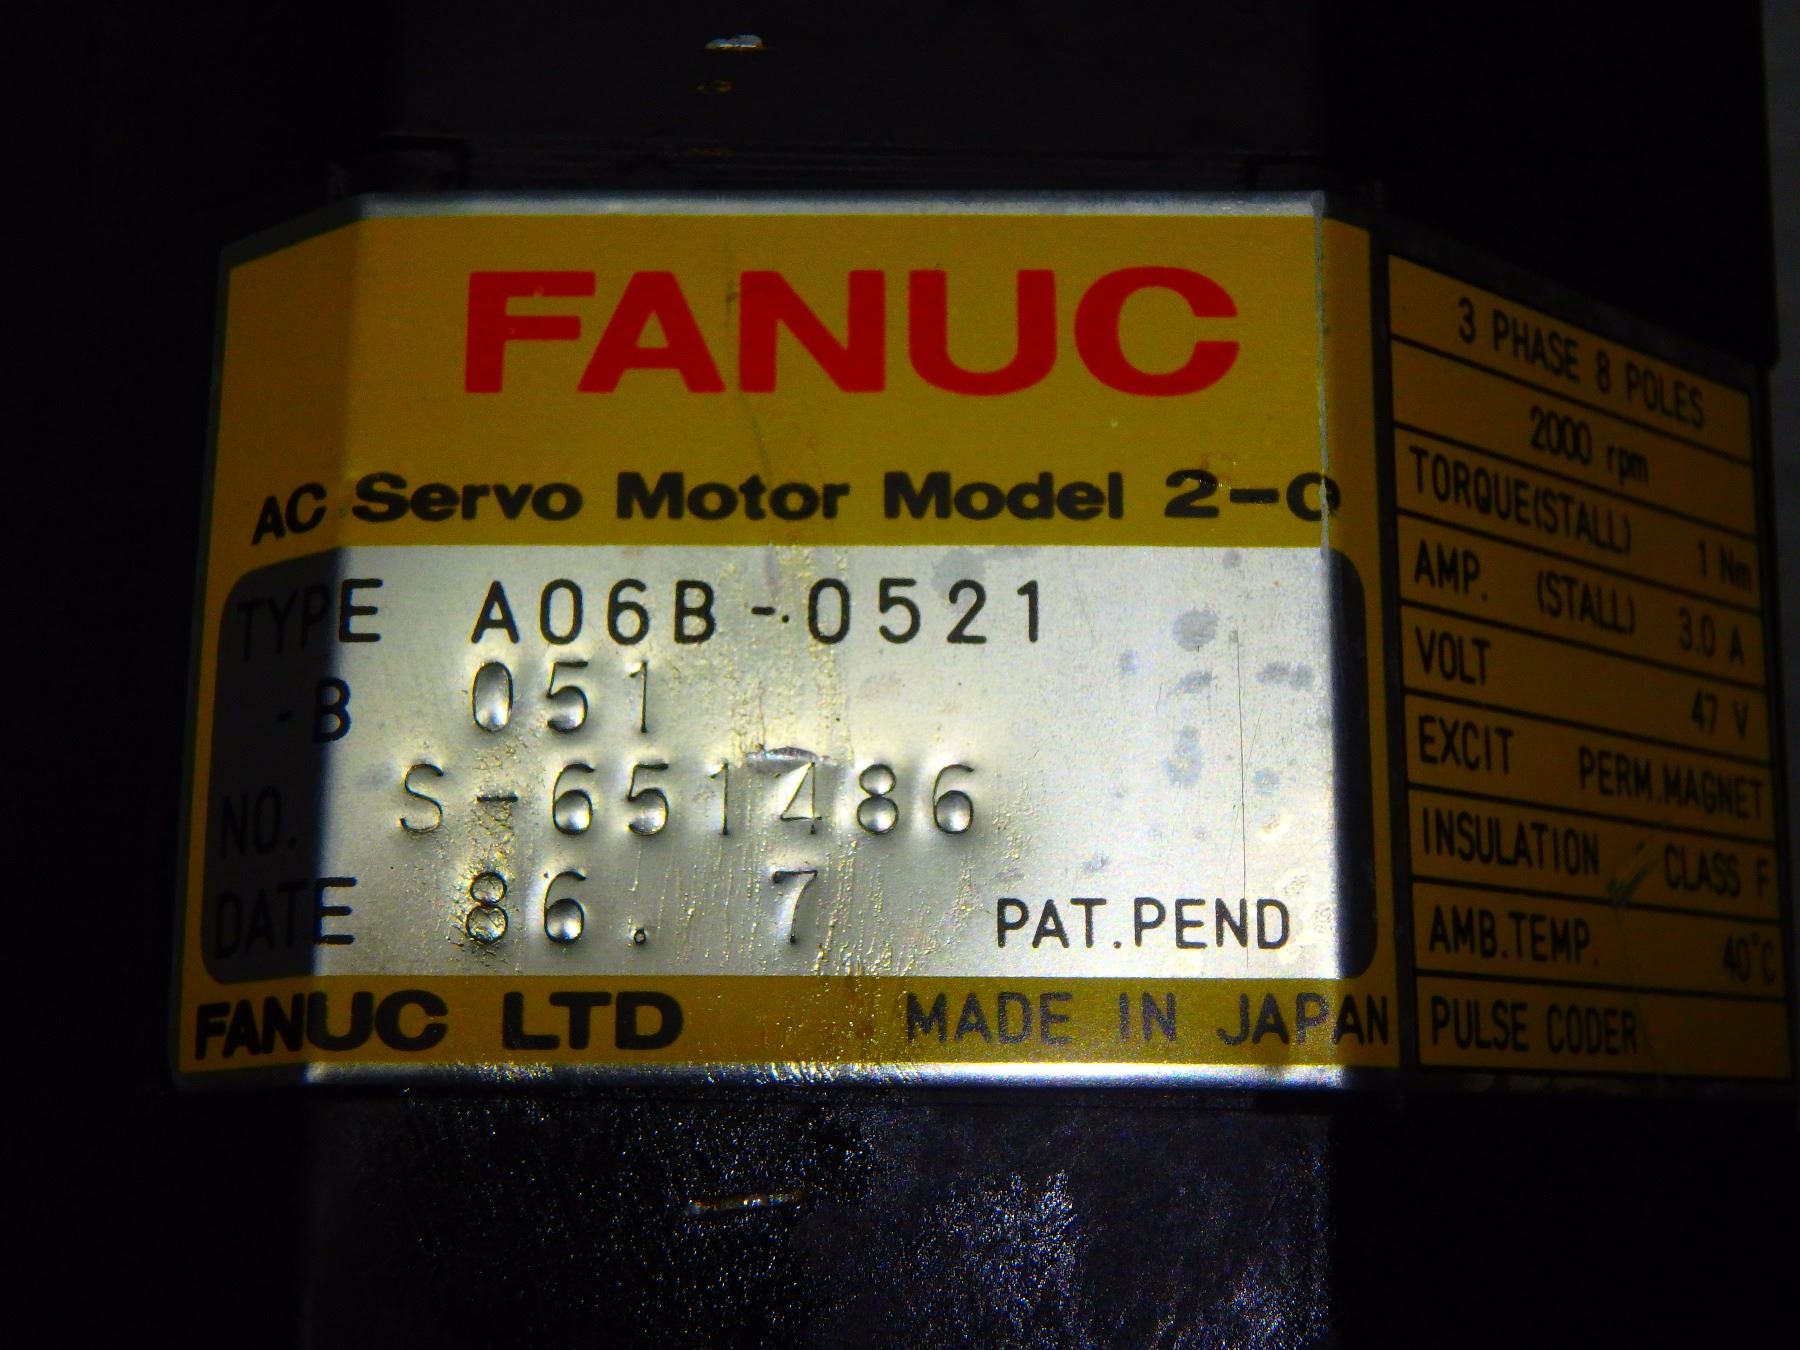 FANUC
AC Servo Motor Model 2-0
TYPE A06B-0521
-B 051
NO. S-651486
DATE 86. 7
PAT.PEND
FANUC LTD MADE IN JAPAN
3 PHASE 8 POLES
2000 rpm
TORQUE(STALL) 1 Nm
AMP. (STALL) 3.0 A
VOLT 47 V
EXCIT PERM.MAGNET
INSULATION CLASS F
AMB.TEMP. 40°C
PULSE CODER